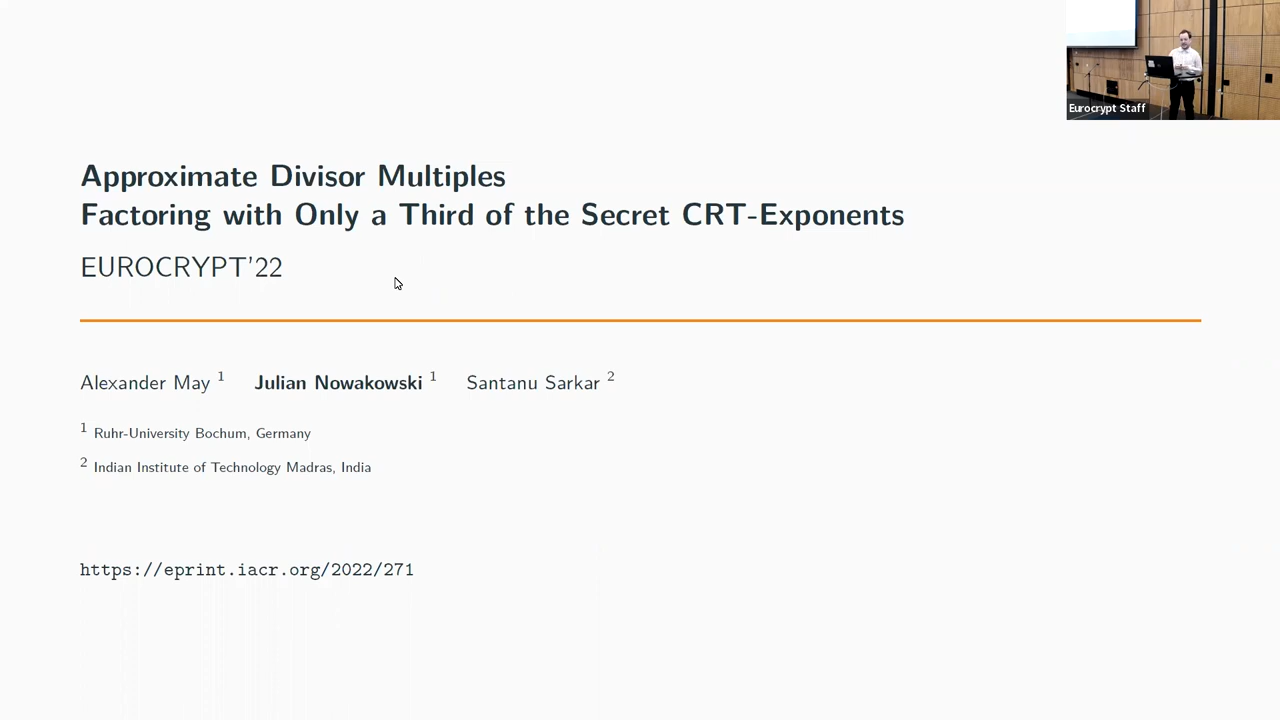 Eurocrypt Staff
Approximate Divisor Multiples
Factoring with Only a Third of the Secret CRT-Exponents
EUROCRYPT'22
Alexander May 1 Julian Nowakowski 1 Santanu Sarkar 2
1 Ruhr-University Bochum, Germany
2 Indian Institute of Technology Madras, India
https://eprint.iacr.org/2022/271